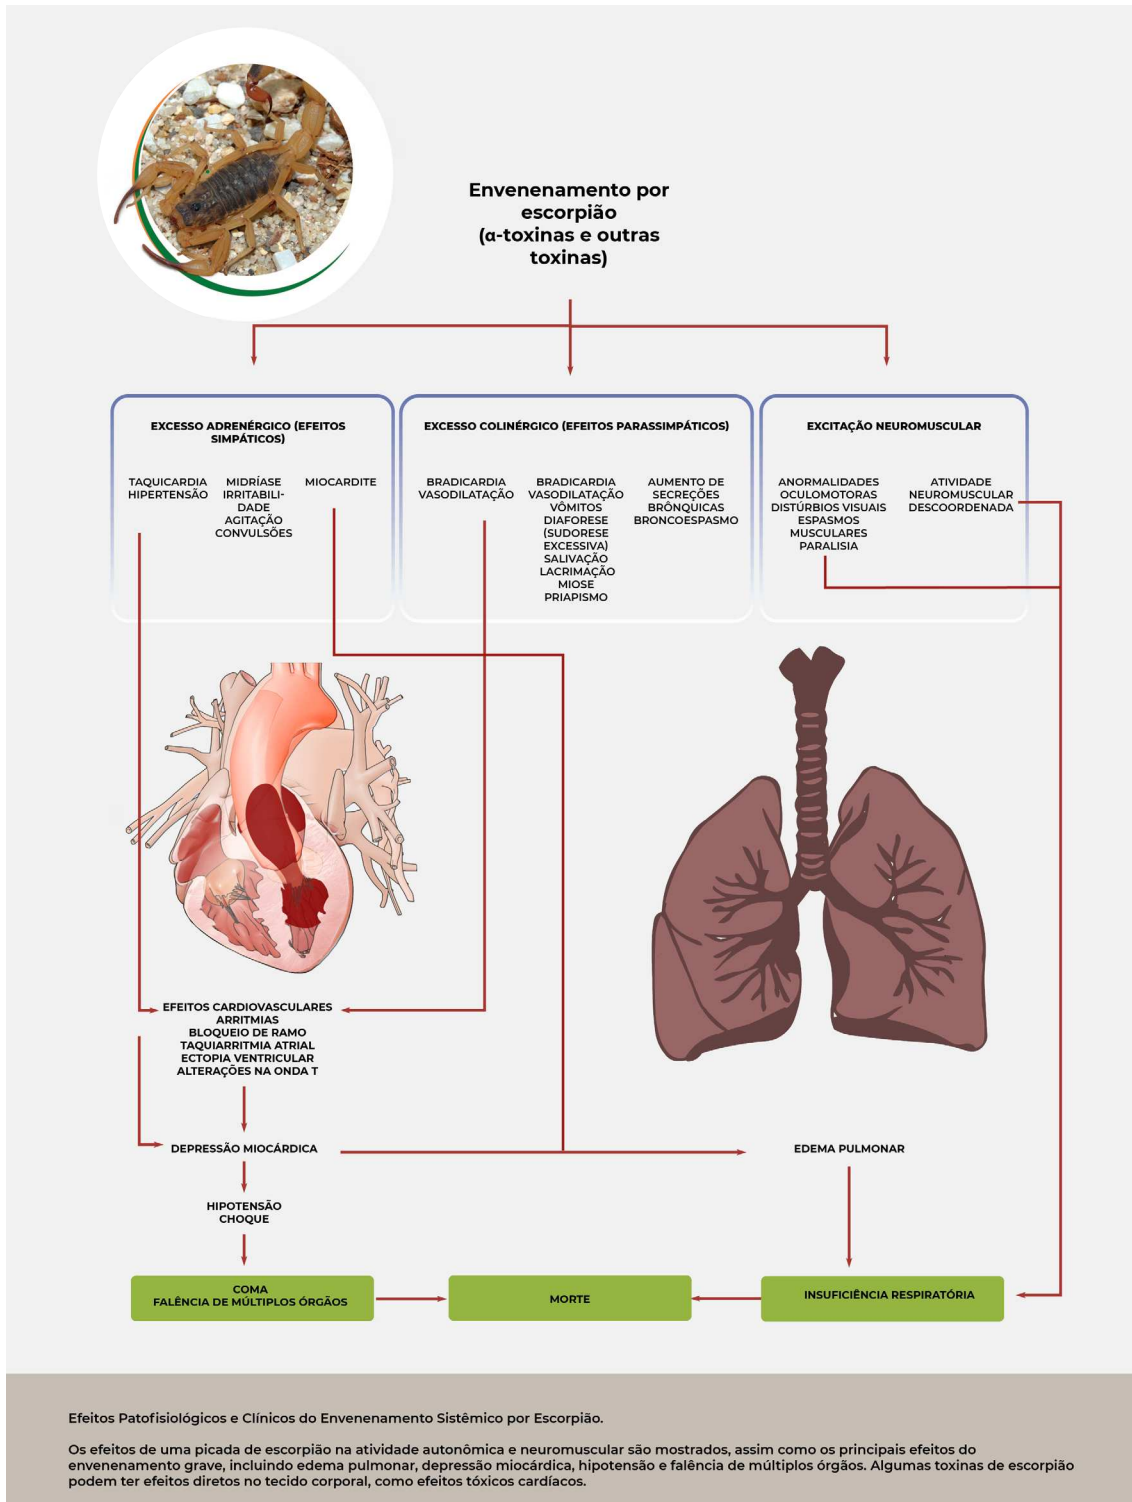 Envenenamento por
escorpião
(α-toxinas e outras
toxinas)
EXCESSO ADRENÉRGICO (EFEITOS
SIMPÁTICOS)
TAQUICARDIA
HIPERTENSÃO
MIDRÍASE
IRRITABILI-
DADE
AGITAÇÃO
CONVULSÕES
MIOCARDITE
EXCESSO COLINÉRGICO (EFEITOS PARASSIMPÁTICOS)
BRADICARDIA
VASODILATAÇÃO
BRADICARDIA
VASODILATAÇÃO
VÔMITOS
DIAFORESE
(SUDORESE
EXCESSIVA)
SALIVAÇÃO
LACRIMAÇÃO
MIOSE
PRIAPISMO
AUMENTO DE
SECREÇÕES
BRÔNQUICAS
BRONCOESPASMO
EXCITAÇÃO NEUROMUSCULAR
ANORMALIDADES
OCULOMOTORAS
DISTÚRBIOS VISUAIS
ESPASMOS
MUSCULARES
PARALISIA
ATIVIDADE
NEUROMUSCULAR
DESCOORDENADA
EFEITOS CARDIOVASCULARES
ARRITMIAS
BLOQUEIO DE RAMO
TAQUIARRITMIA ATRIAL
ECTOPIA VENTRICULAR
ALTERAÇÕES NA ONDA T
DEPRESSÃO MIOCÁRDICA
EDEMA PULMONAR
HIPOTENSÃO
CHOQUE
COMA
FALÊNCIA DE MÚLTIPLOS ÓRGÃOS
MORTE
INSUFICIÊNCIA RESPIRATÓRIA
Efeitos Patofisiológicos e Clínicos do Envenenamento Sistêmico por Escorpião.
Os efeitos de uma picada de escorpião na atividade autonômica e neuromuscular são mostrados, assim como os principais efeitos do
envenenamento grave, incluindo edema pulmonar, depressão miocárdica, hipotensão e falência de múltiplos órgãos. Algumas toxinas de escorpião
podem ter efeitos diretos no tecido corporal, como efeitos tóxicos cardíacos.